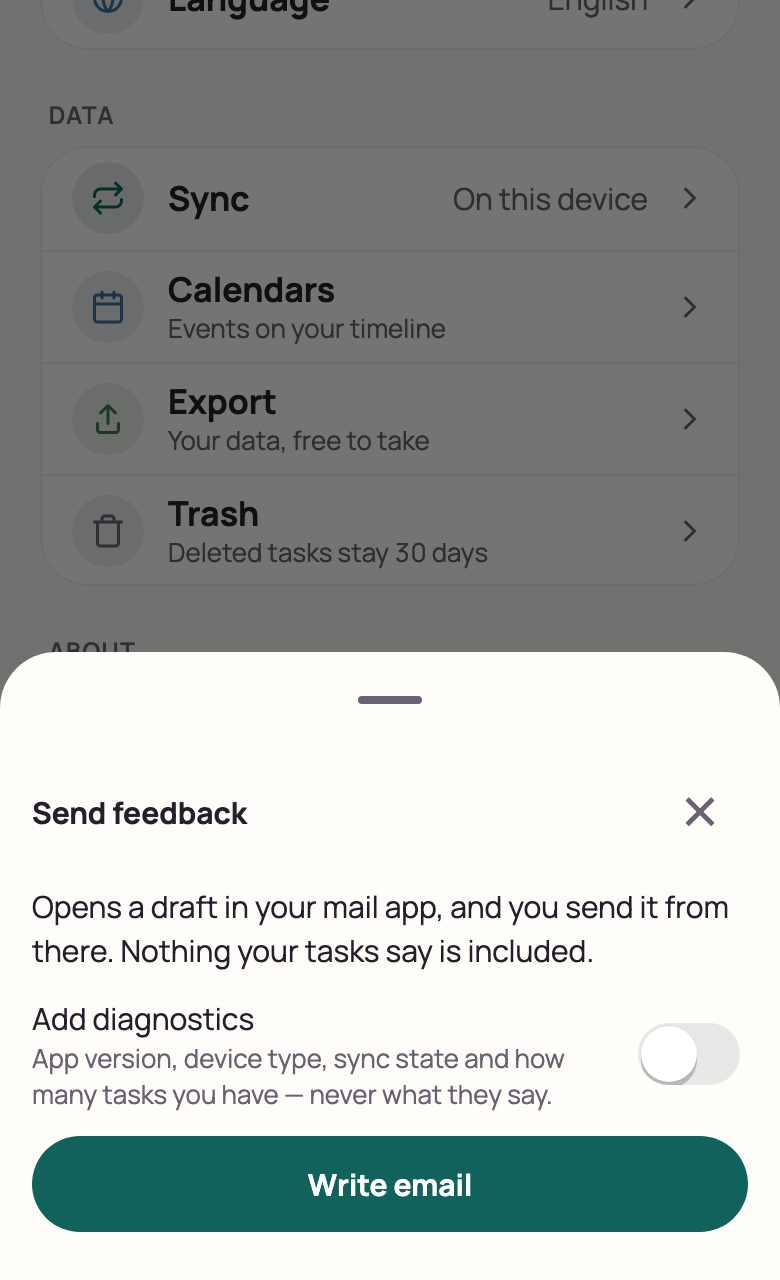 Language
English
DATA
Sync
On this device
Calendars
Events on your timeline
Export
Your data, free to take
Trash
Deleted tasks stay 30 days
ABOUT
Send feedback
Opens a draft in your mail app, and you send it from
there. Nothing your tasks say is included.
Add diagnostics
App version, device type, sync state and how
many tasks you have — never what they say.
Write email